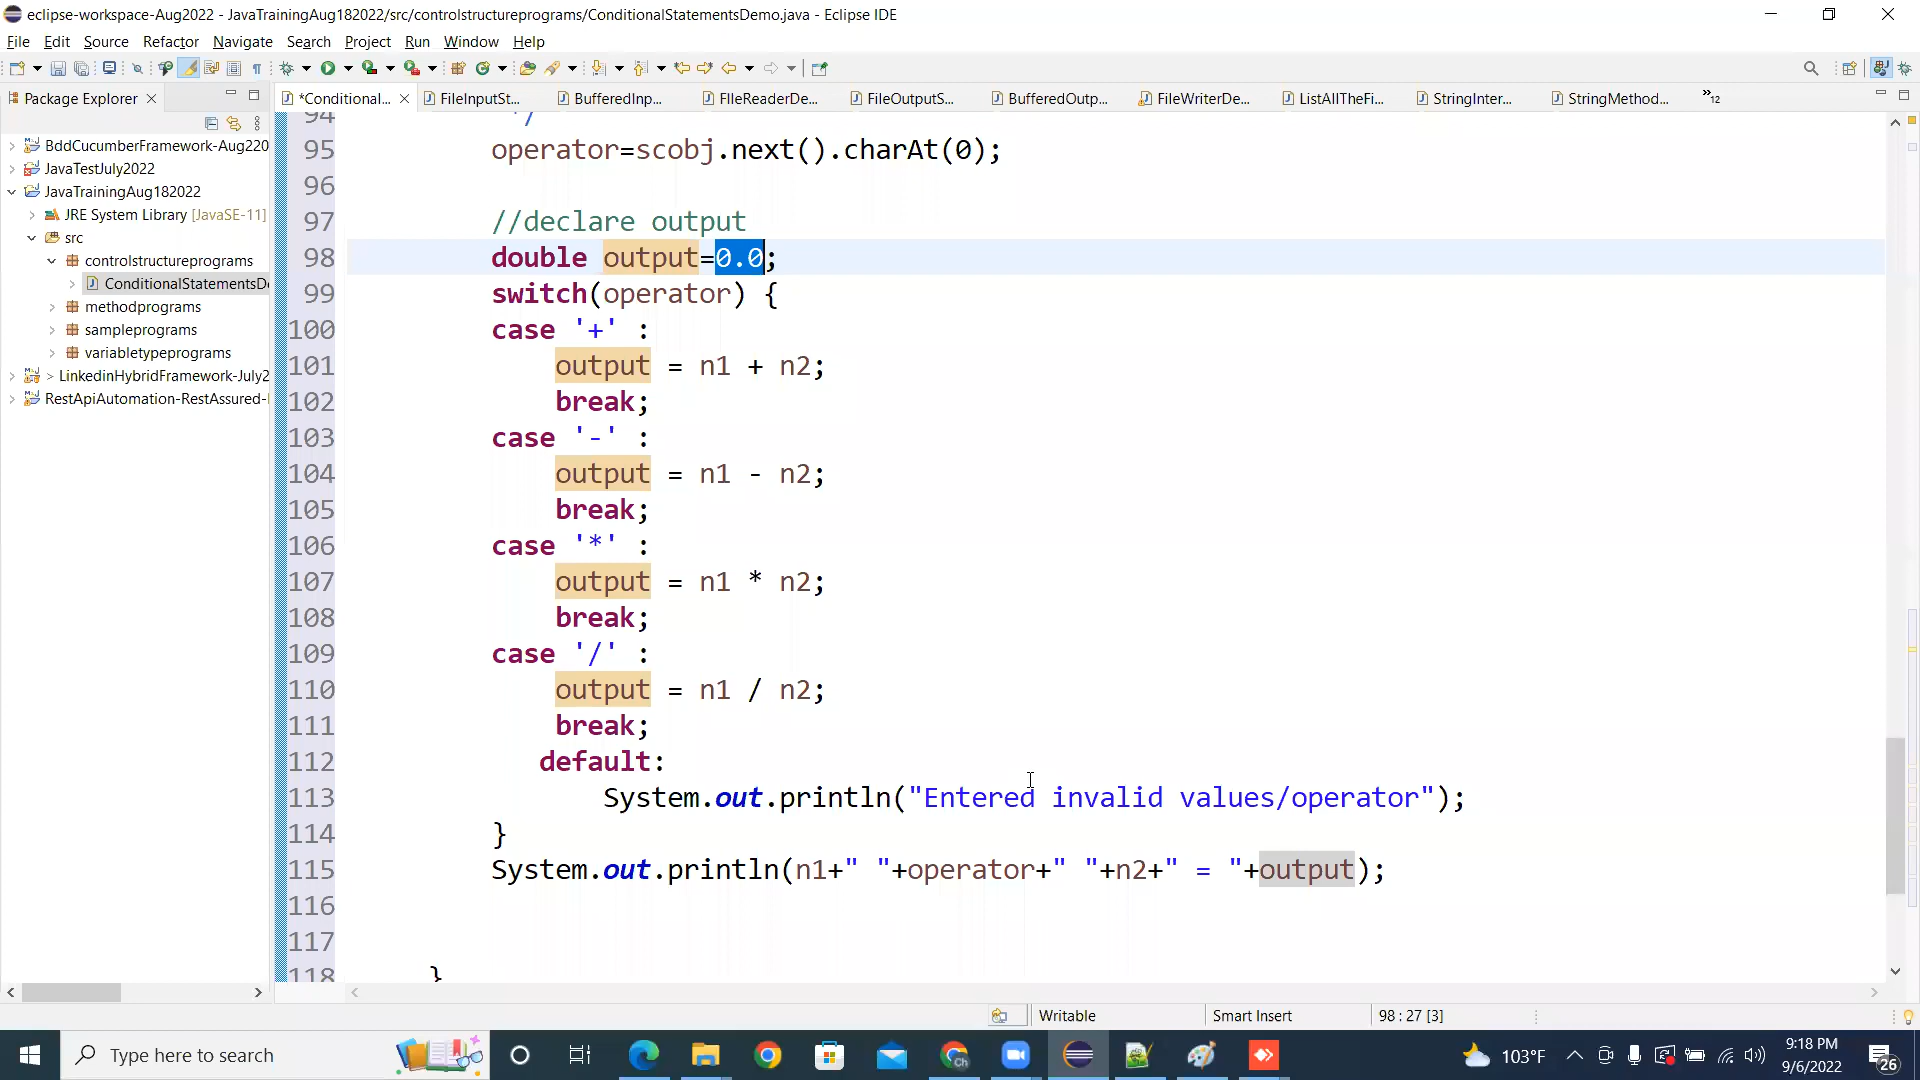 eclipse-workspace-Aug2022 - JavaTrainingAug182022/src/controlstructureprograms/ConditionalStatementsDemo.java - Eclipse IDE
File Edit Source Refactor Navigate Search Project Run Window Help
Package Explorer
*Conditional... FileInputSt... BufferedInp... FIleReaderDe... FileOutputS... BufferedOutp... FileWriterDe... ListAllTheFi... StringInter... StringMethod... »12
BddCucumberFramework-Aug220
JavaTestJuly2022
JavaTrainingAug182022
JRE System Library [JavaSE-11]
src
controlstructureprograms
ConditionalStatementsD
methodprograms
sampleprograms
variabletypeprograms
> LinkedinHybridFramework-July2
RestApiAutomation-RestAssured-
94 */
95 operator=scobj.next().charAt(0);
96
97 //declare output
98 double output=0.0;
99 switch(operator) {
100 case '+' :
101 output = n1 + n2;
102 break;
103 case '-' :
104 output = n1 - n2;
105 break;
106 case '*' :
107 output = n1 * n2;
108 break;
109 case '/' :
110 output = n1 / n2;
111 break;
112 default:
113 System.out.println("Entered invalid values/operator");
114 }
115 System.out.println(n1+" "+operator+" "+n2+" = "+output);
116
117
118 }
Writable Smart Insert 98 : 27 [3]
Type here to search
103°F
9:18 PM
9/6/2022
26